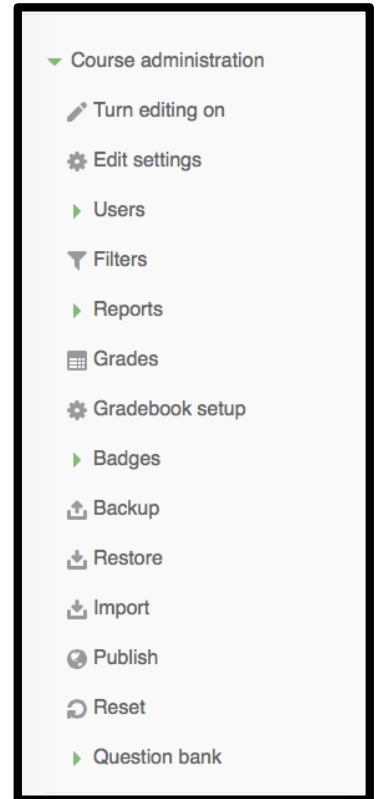 Course administration
Turn editing on
Edit settings
Users
Filters
Reports
Grades
Gradebook setup
Badges
Backup
Restore
Import
Publish
Reset
Question bank